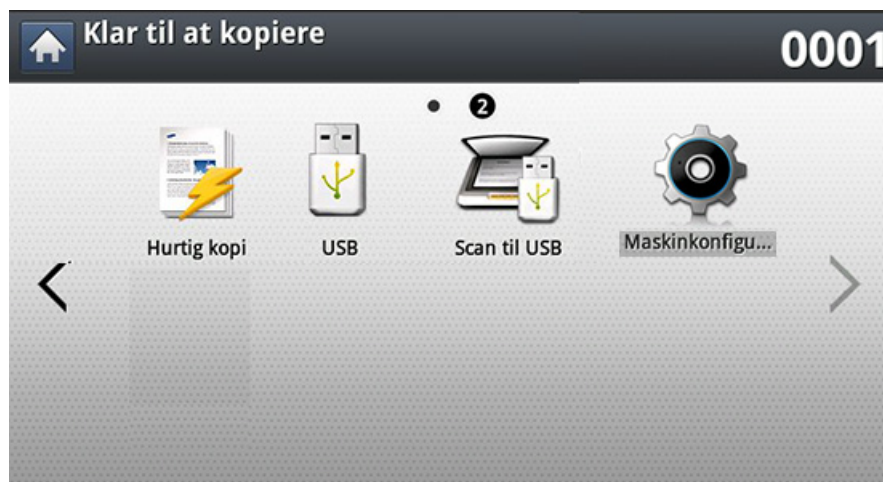 Klar til at kopiere
0001
2
Hurtig kopi
USB
Scan til USB
Maskinkonfigu...